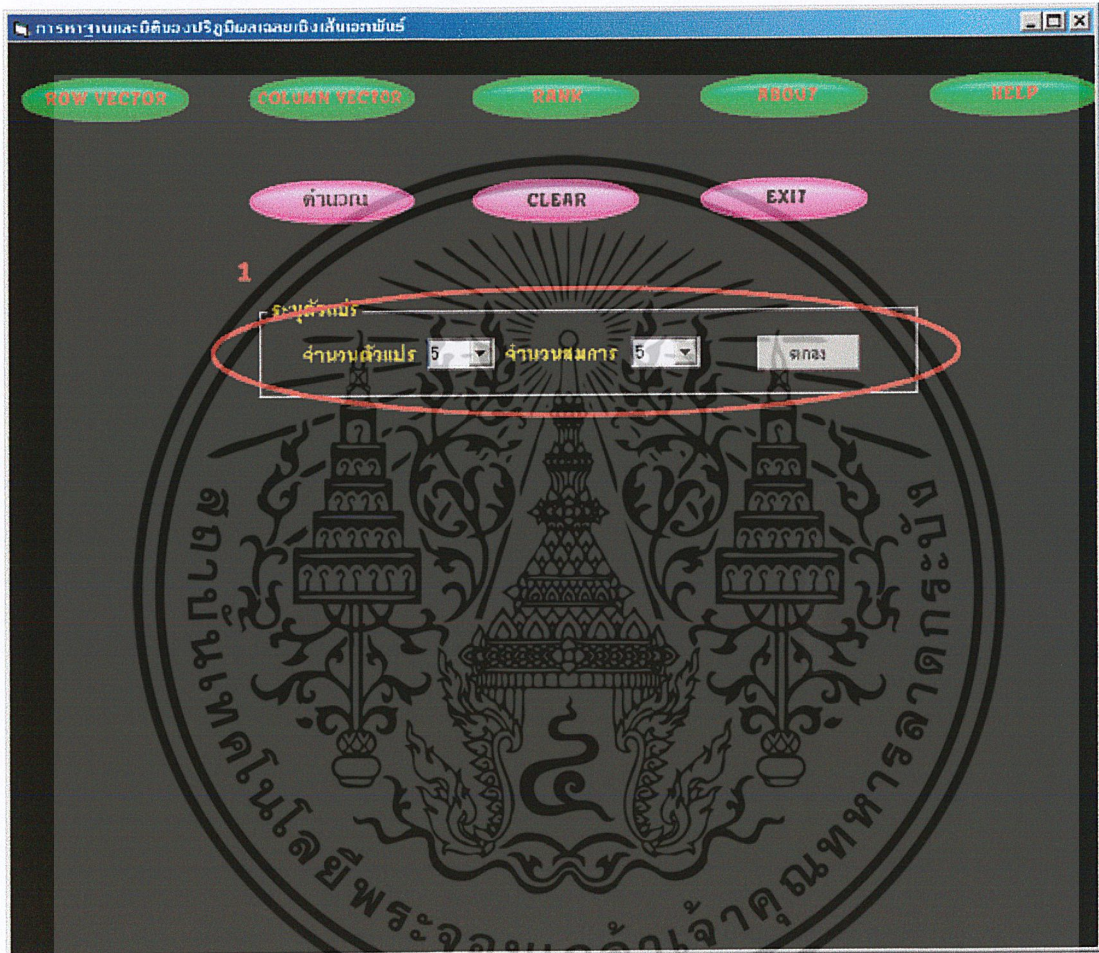 การหาฐานและมิติของปริภูมิผลเฉลยเชิงเส้นเอกพันธ์
ROW VECTOR COLUMN VECTOR RANK ABOUT HELP
คำนวณ CLEAR EXIT
1
ระบุตัวแปร
จำนวนตัวแปร 5 จำนวนสมการ 5 ตกลง
สถาบันเทคโนโลยีพระจอมเกล้าเจ้าคุณทหารลาดกระบัง